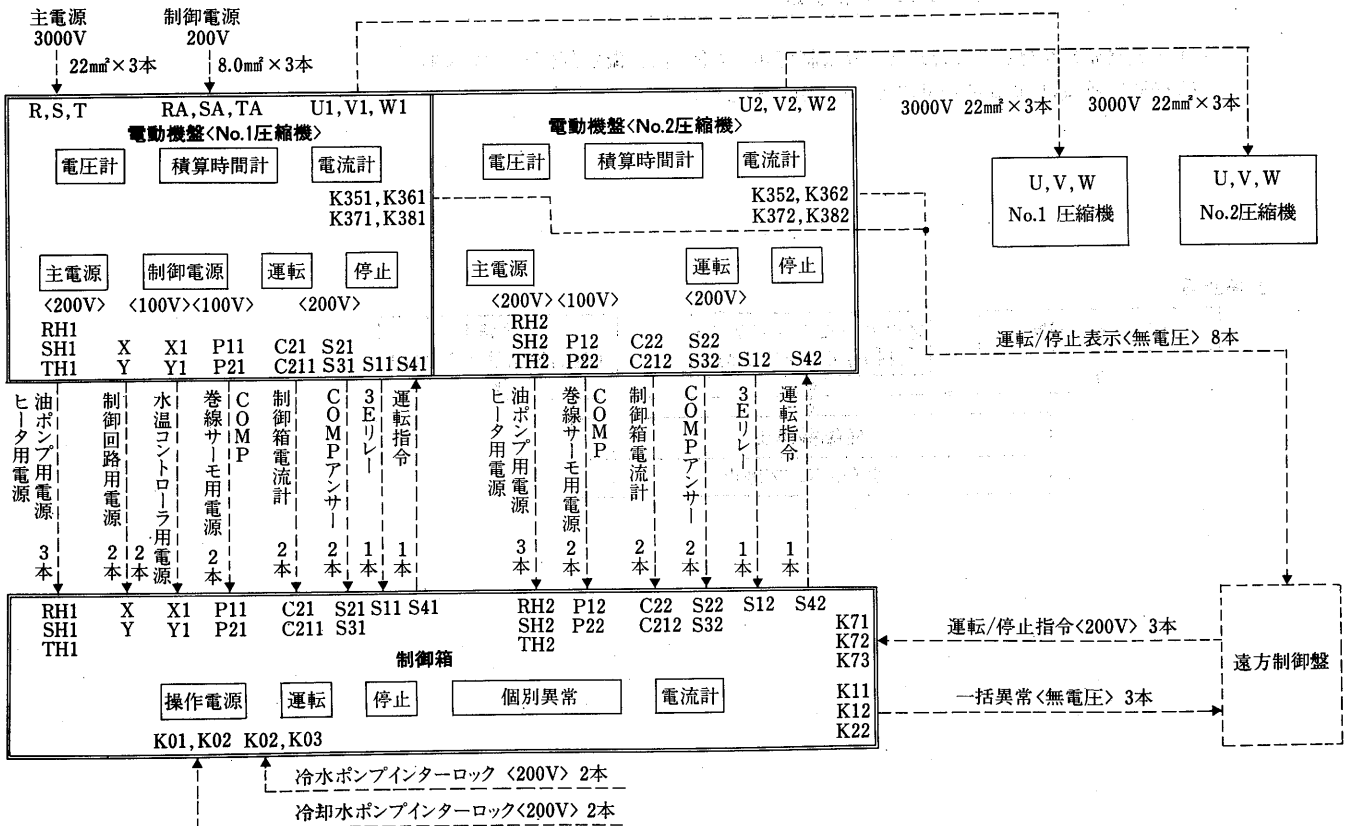 主電源
3000V
22mm²×3本
制御電源
200V
8.0mm²×3本
R,S,T
RA,SA,TA
U1,V1,W1
電動機盤<No.1圧縮機>
電圧計
積算時間計
電流計
K351,K361
K371,K381
主電源
制御電源
運転
停止
<200V>
<100V><100V>
<200V>
RH1
SH1
TH1
X
Y
X1
Y1
P11
P21
C21
C211
S21
S31
S11
S41
U2,V2,W2
電動機盤<No.2圧縮機>
電圧計
積算時間計
電流計
K352,K362
K372,K382
主電源
運転
停止
<200V>
<100V>
<200V>
RH2
SH2
TH2
P12
P22
C22
C212
S22
S32
S12
S42
3000V 22mm²×3本
3000V 22mm²×3本
U,V,W
No.1 圧縮機
U,V,W
No.2圧縮機
運転/停止表示<無電圧> 8本
油ポンプ用電源
ヒータ用電源
3本
制御回路用電源
2本
水温コントローラ用電源
2本
COMP
巻線サーモ用電源
2本
制御箱電流計
2本
COMPアンサー
2本
3Eリレー
1本
運転指令
1本
油ポンプ用電源
ヒータ用電源
3本
COMP
巻線サーモ用電源
2本
制御箱電流計
2本
COMPアンサー
2本
3Eリレー
1本
運転指令
1本
RH1
SH1
TH1
X
Y
X1
Y1
P11
P21
C21
C211
S21
S31
S11
S41
RH2
SH2
TH2
P12
P22
C22
C212
S22
S32
S12
S42
制御箱
操作電源
運転
停止
個別異常
電流計
K71
K72
K73
K11
K12
K22
運転/停止指令<200V> 3本
一括異常<無電圧> 3本
遠方制御盤
K01,K02
K02,K03
冷水ポンプインターロック <200V> 2本
冷却水ポンプインターロック<200V> 2本